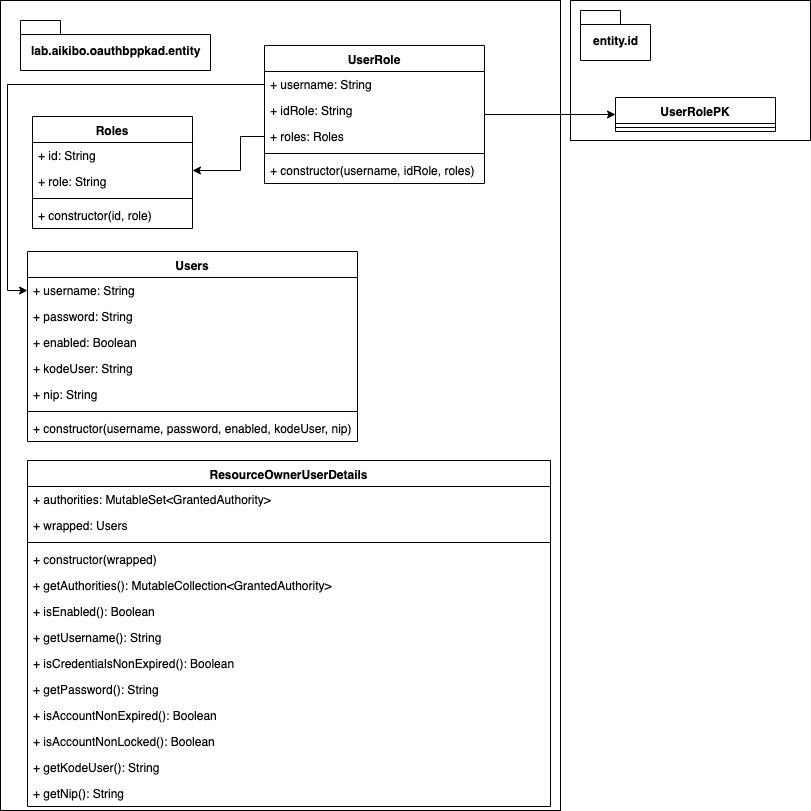 lab.aikibo.oauthbppkad.entity
entity.id
UserRole
+ username: String
+ idRole: String
+ roles: Roles
+ constructor(username, idRole, roles)
UserRolePK
Roles
+ id: String
+ role: String
+ constructor(id, role)
Users
+ username: String
+ password: String
+ enabled: Boolean
+ kodeUser: String
+ nip: String
+ constructor(username, password, enabled, kodeUser, nip)
ResourceOwnerUserDetails
+ authorities: MutableSet<GrantedAuthority>
+ wrapped: Users
+ constructor(wrapped)
+ getAuthorities(): MutableCollection<GrantedAuthority>
+ isEnabled(): Boolean
+ getUsername(): String
+ isCredentialsNonExpired(): Boolean
+ getPassword(): String
+ isAccountNonExpired(): Boolean
+ isAccountNonLocked(): Boolean
+ getKodeUser(): String
+ getNip(): String